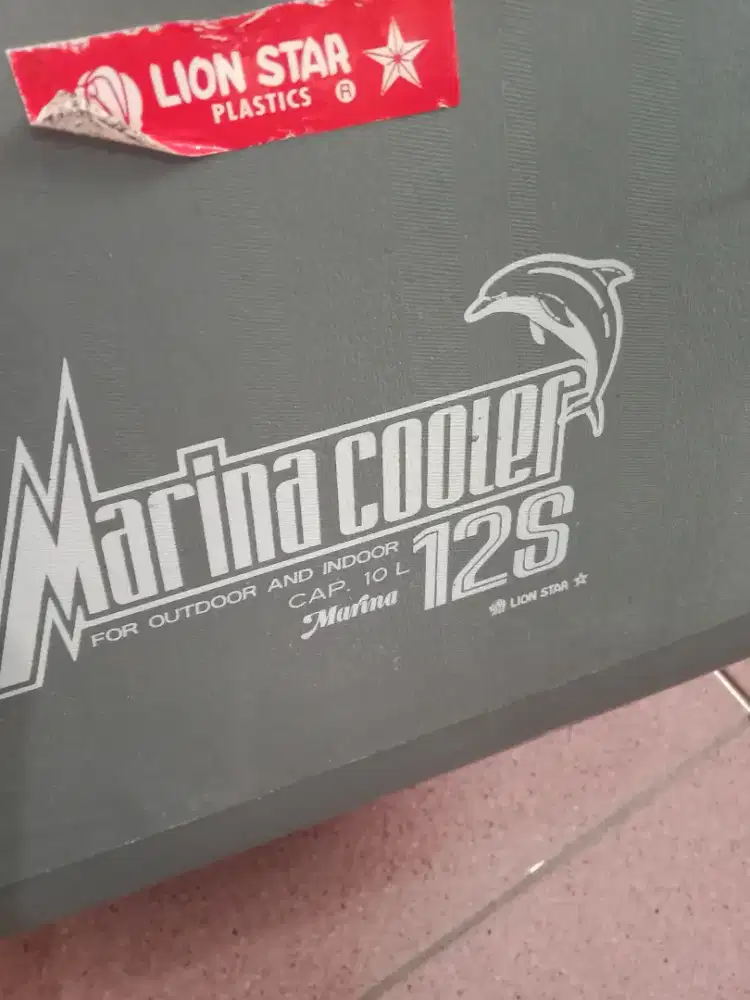 LION STAR
PLASTICS ®
Marina cooler
12S
FOR OUTDOOR AND INDOOR
CAP. 10 L
Marina
LION STAR